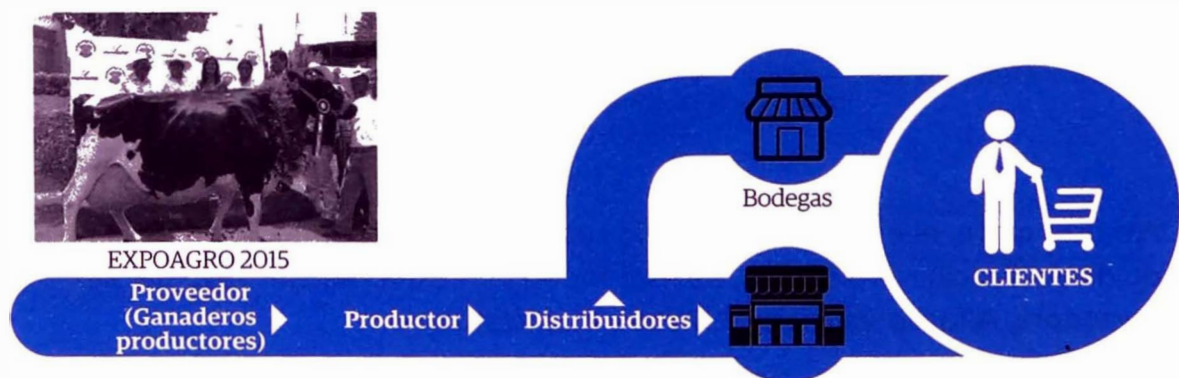 EXPOAGRO 2015
Proveedor
(Ganaderos
productores)
Productor
Distribuidores
Bodegas
CLIENTES